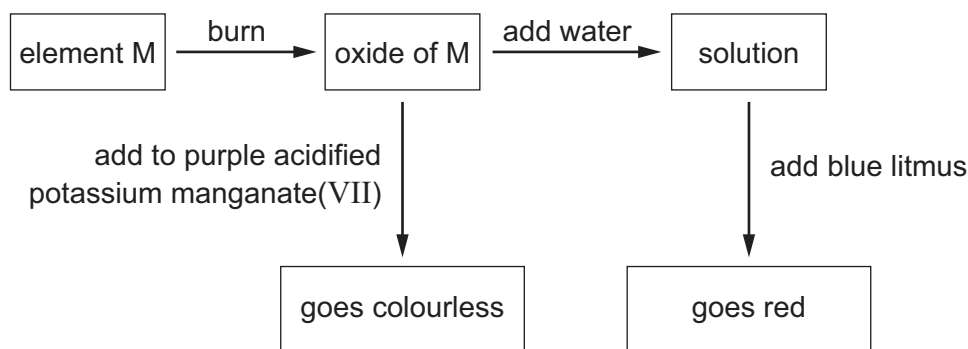 element M
burn
oxide of M
add water
solution
add to purple acidified
potassium manganate(VII)
add blue litmus
goes colourless
goes red